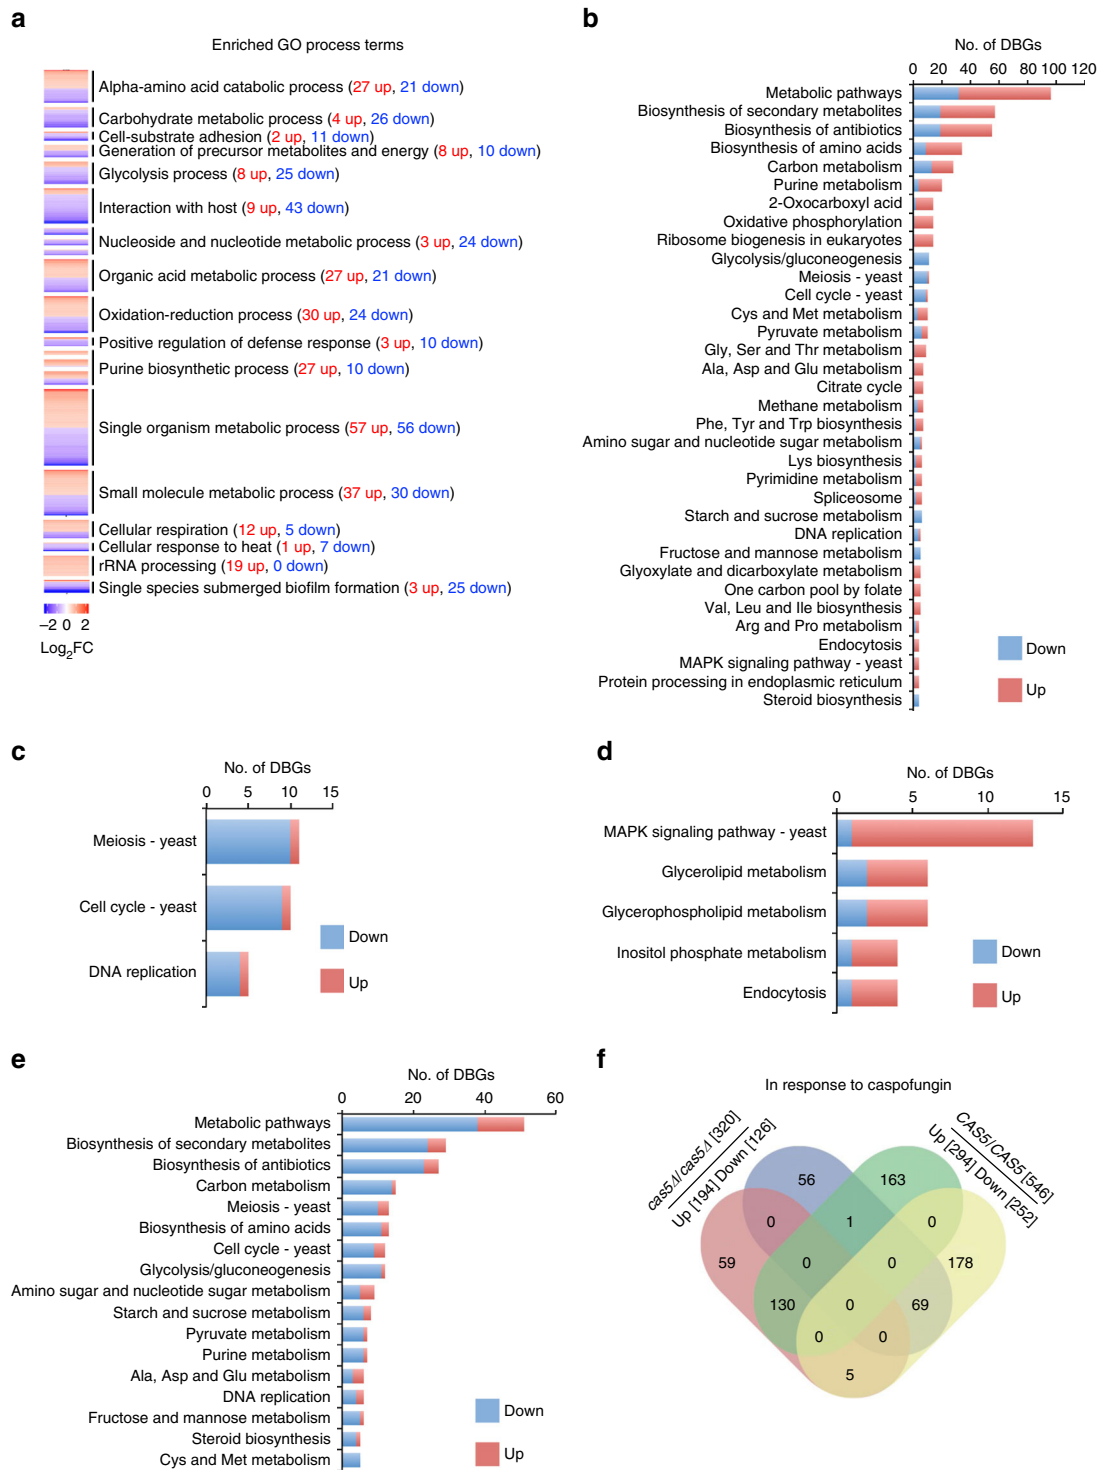 a
Enriched GO process terms
Alpha-amino acid catabolic process (27 up, 21 down)
Carbohydrate metabolic process (4 up, 26 down)
Cell-substrate adhesion (2 up, 11 down)
Generation of precursor metabolites and energy (8 up, 10 down)
Glycolysis process (8 up, 25 down)
Interaction with host (9 up, 43 down)
Nucleoside and nucleotide metabolic process (3 up, 24 down)
Organic acid metabolic process (27 up, 21 down)
Oxidation-reduction process (30 up, 24 down)
Positive regulation of defense response (3 up, 10 down)
Purine biosynthetic process (27 up, 10 down)
Single organism metabolic process (57 up, 56 down)
Small molecule metabolic process (37 up, 30 down)
Cellular respiration (12 up, 5 down)
Cellular response to heat (1 up, 7 down)
rRNA processing (19 up, 0 down)
Single species submerged biofilm formation (3 up, 25 down)
−2 0 2
Log2FC
b
No. of DBGs
0 20 40 60 80 100 120
Metabolic pathways
Biosynthesis of secondary metabolites
Biosynthesis of antibiotics
Biosynthesis of amino acids
Carbon metabolism
Purine metabolism
2-Oxocarboxyl acid
Oxidative phosphorylation
Ribosome biogenesis in eukaryotes
Glycolysis/gluconeogenesis
Meiosis - yeast
Cell cycle - yeast
Cys and Met metabolism
Pyruvate metabolism
Gly, Ser and Thr metabolism
Ala, Asp and Glu metabolism
Citrate cycle
Methane metabolism
Phe, Tyr and Trp biosynthesis
Amino sugar and nucleotide sugar metabolism
Lys biosynthesis
Pyrimidine metabolism
Spliceosome
Starch and sucrose metabolism
DNA replication
Fructose and mannose metabolism
Glyoxylate and dicarboxylate metabolism
One carbon pool by folate
Val, Leu and Ile biosynthesis
Arg and Pro metabolism
Endocytosis
MAPK signaling pathway - yeast
Protein processing in endoplasmic reticulum
Steroid biosynthesis
Down
Up
c
No. of DBGs
0 5 10 15
Meiosis - yeast
Cell cycle - yeast
DNA replication
Down
Up
d
No. of DBGs
0 5 10 15
MAPK signaling pathway - yeast
Glycerolipid metabolism
Glycerophospholipid metabolism
Inositol phosphate metabolism
Endocytosis
Down
Up
e
No. of DBGs
0 20 40 60
Metabolic pathways
Biosynthesis of secondary metabolites
Biosynthesis of antibiotics
Carbon metabolism
Meiosis - yeast
Biosynthesis of amino acids
Cell cycle - yeast
Glycolysis/gluconeogenesis
Amino sugar and nucleotide sugar metabolism
Starch and sucrose metabolism
Pyruvate metabolism
Purine metabolism
Ala, Asp and Glu metabolism
DNA replication
Fructose and mannose metabolism
Steroid biosynthesis
Cys and Met metabolism
Down
Up
f
In response to caspofungin
cas5Δ/cas5Δ [320]
Up [194] Down [126]
CAS5/CAS5 [546]
Up [294] Down [252]
56 163
0 1 0
59 0 0 178
130 0 69
0 0
5